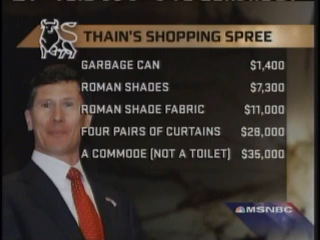 THAIN'S SHOPPING SPREE
GARBAGE CAN $1,400
ROMAN SHADES $7,300
ROMAN SHADE FABRIC $11,000
FOUR PAIRS OF CURTAINS $28,000
A COMMODE (NOT A TOILET) $35,000
MSNBC